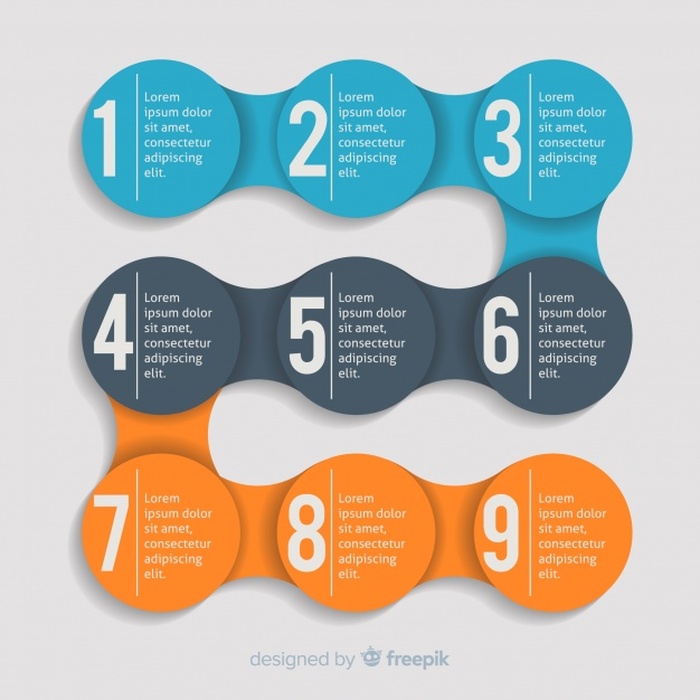 1
Lorem
ipsum dolor
sit amet,
consectetur
adipiscing
elit.
2
Lorem
ipsum dolor
sit amet,
consectetur
adipiscing
elit.
3
Lorem
ipsum dolor
sit amet,
consectetur
adipiscing
elit.
4
Lorem
ipsum dolor
sit amet,
consectetur
adipiscing
elit.
5
Lorem
ipsum dolor
sit amet,
consectetur
adipiscing
elit.
6
Lorem
ipsum dolor
sit amet,
consectetur
adipiscing
elit.
7
Lorem
ipsum dolor
sit amet,
consectetur
adipiscing
elit.
8
Lorem
ipsum dolor
sit amet,
consectetur
adipiscing
elit.
9
Lorem
ipsum dolor
sit amet,
consectetur
adipiscing
elit.
designed by freepik